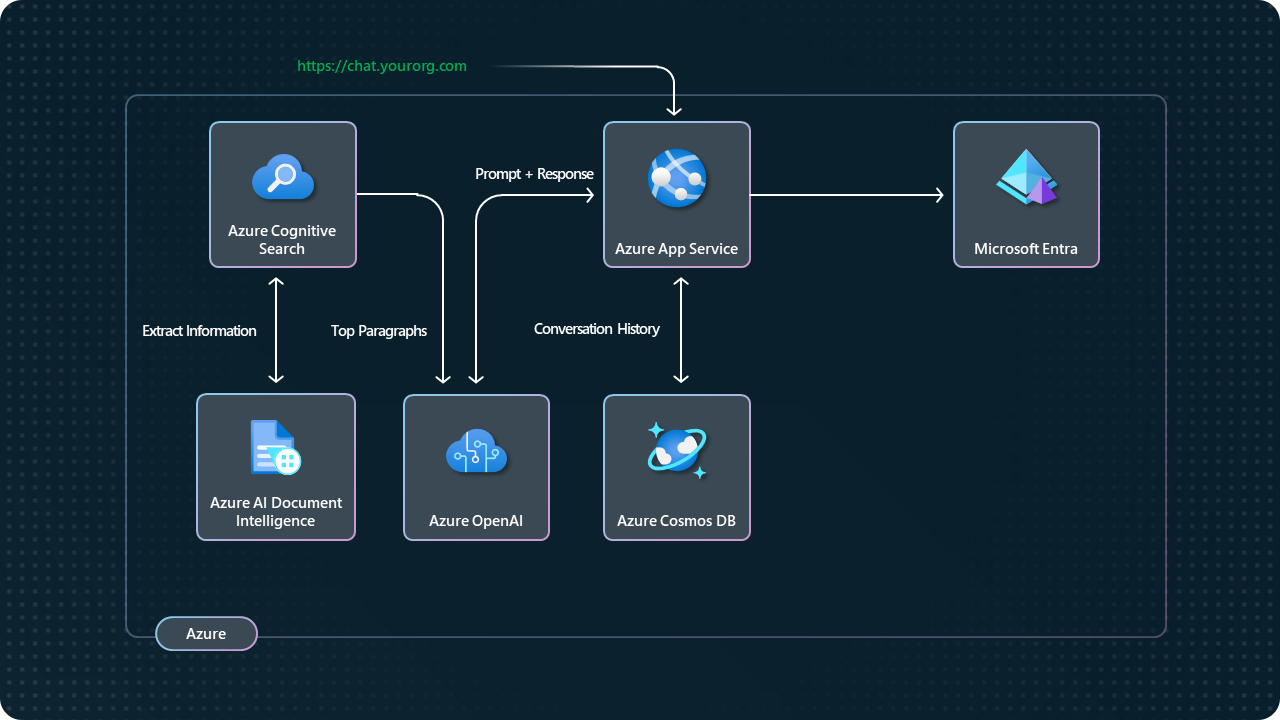 https://chat.yourorg.com
Azure Cognitive
Search
Prompt + Response
Azure App Service
Microsoft Entra
Extract Information
Top Paragraphs
Conversation History
Azure AI Document
Intelligence
Azure OpenAI
Azure Cosmos DB
Azure